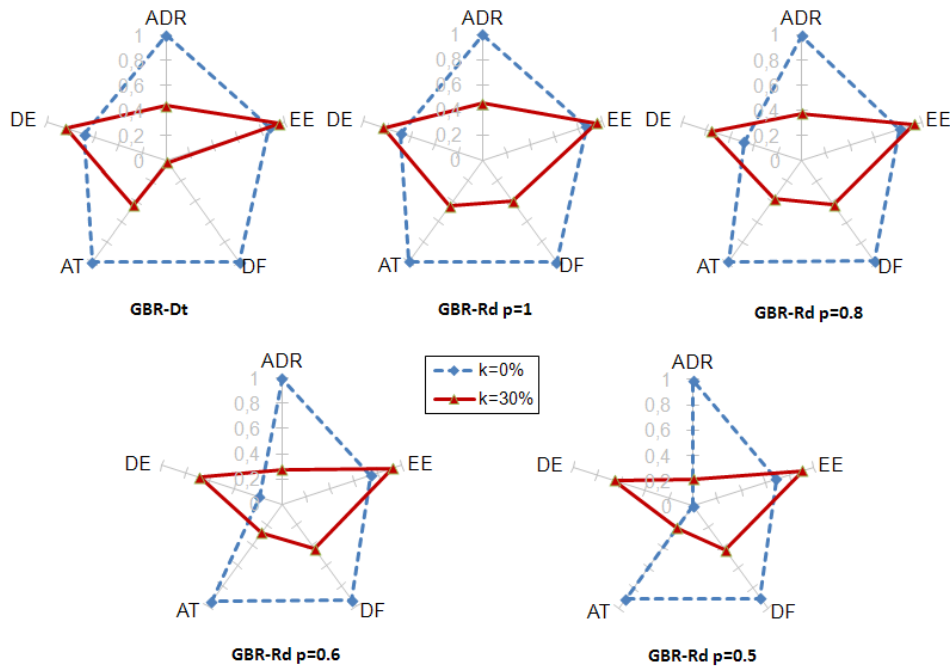 ADR
1
0,8
0,6
0,4
0,2
0
DE
EE
AT
DF
GBR-Dt
ADR
1
0,8
0,6
0,4
0,2
0
DE
EE
AT
DF
GBR-Rd p=1
ADR
1
0,8
0,6
0,4
0,2
0
DE
EE
AT
DF
GBR-Rd p=0.8
k=0%
k=30%
ADR
1
0,8
0,6
0,4
0,2
0
DE
EE
AT
DF
GBR-Rd p=0.6
ADR
1
0,8
0,6
0,4
0,2
0
DE
EE
AT
DF
GBR-Rd p=0.5